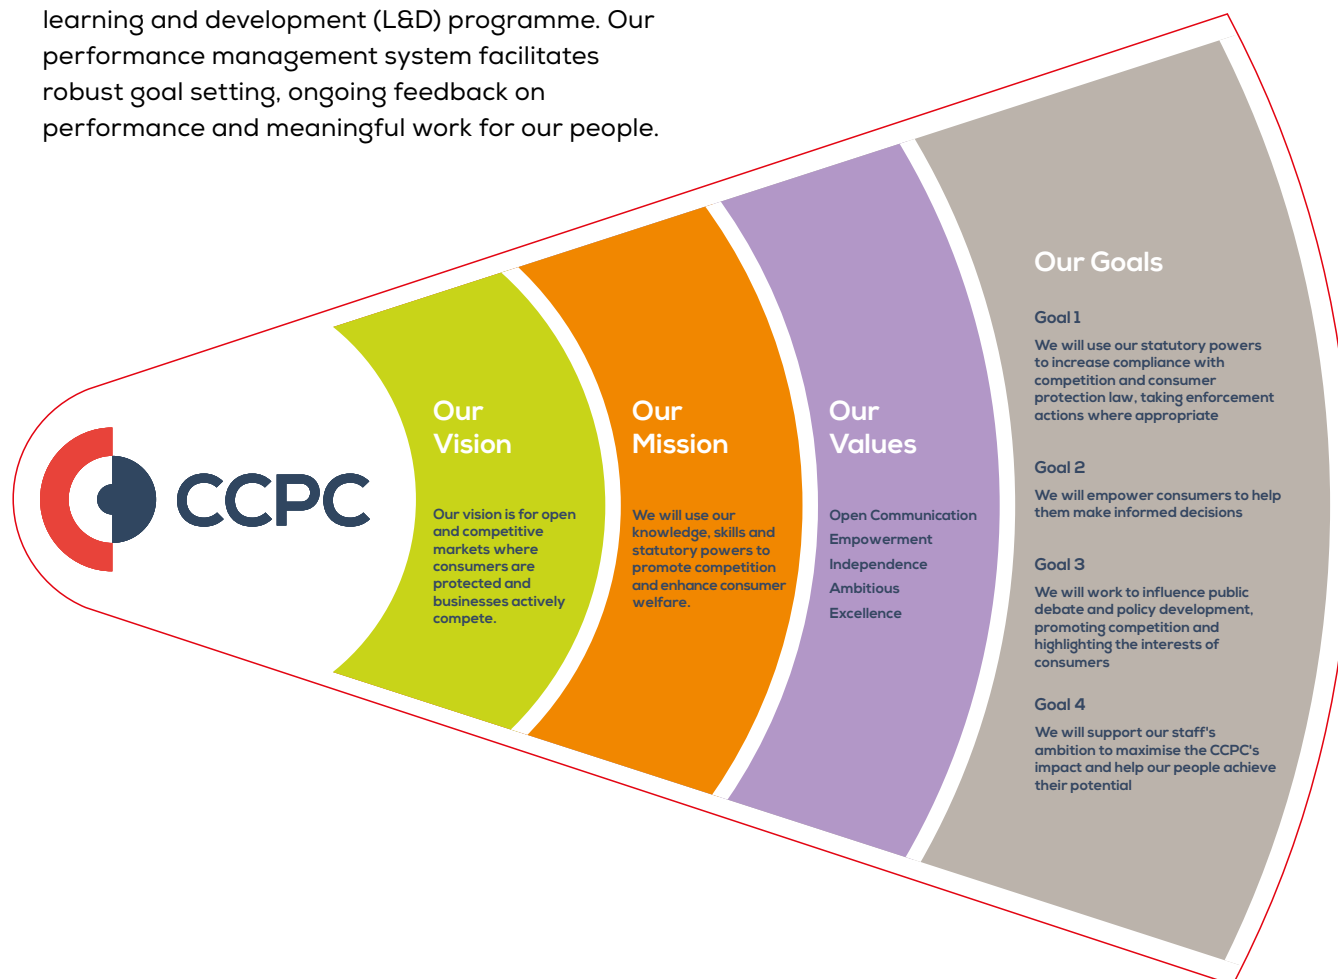 learning and development (L&D) programme. Our
performance management system facilitates
robust goal setting, ongoing feedback on
performance and meaningful work for our people.
CCPC
Our
Vision
Our vision is for open
and competitive
markets where
consumers are
protected and
businesses actively
compete.
Our
Mission
We will use our
knowledge, skills and
statutory powers to
promote competition
and enhance consumer
welfare.
Our
Values
Open Communication
Empowerment
Independence
Ambitious
Excellence
Our Goals
Goal 1
We will use our statutory powers
to increase compliance with
competition and consumer
protection law, taking enforcement
actions where appropriate
Goal 2
We will empower consumers to help
them make informed decisions
Goal 3
We will work to influence public
debate and policy development,
promoting competition and
highlighting the interests of
consumers
Goal 4
We will support our staff's
ambition to maximise the CCPC's
impact and help our people achieve
their potential